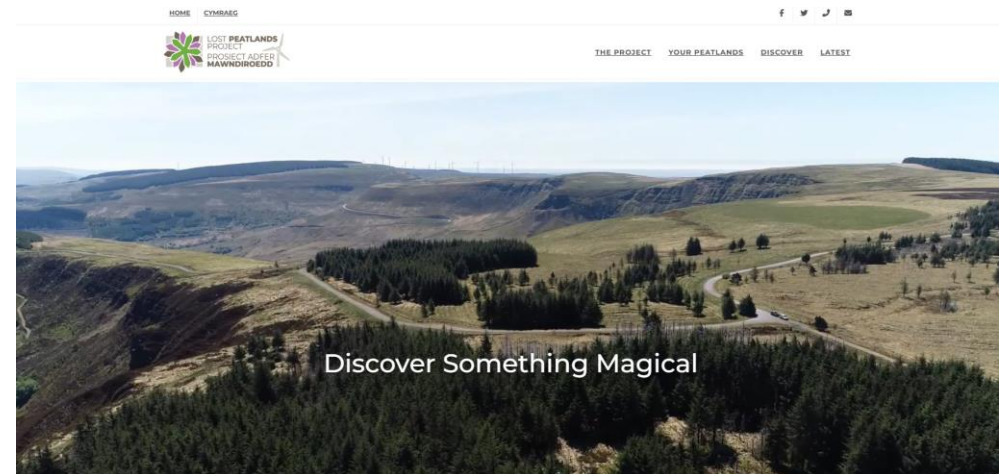 HOME CYMRAEG
LOST PEATLANDS
PROJECT
PROSIECT ADFER
MAWNDIROEDD
THE PROJECT YOUR PEATLANDS DISCOVER LATEST
Discover Something Magical